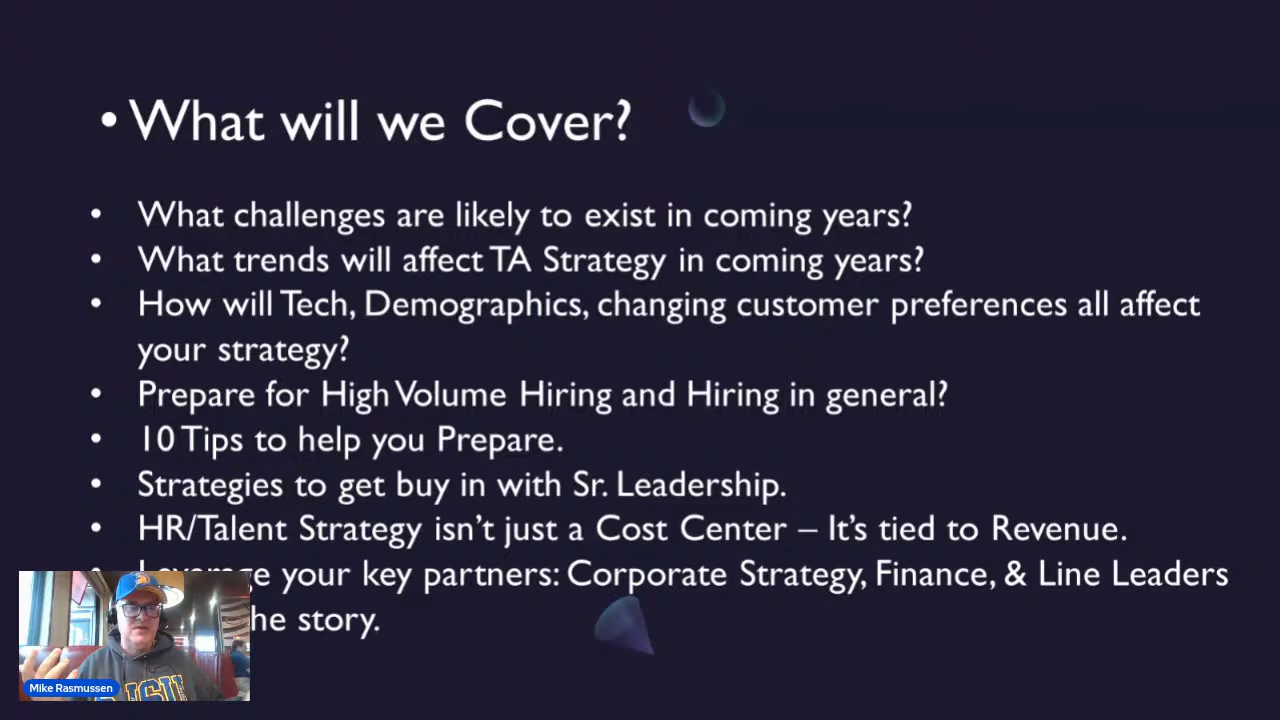 • What will we Cover?
• What challenges are likely to exist in coming years?
• What trends will affect TA Strategy in coming years?
• How will Tech, Demographics, changing customer preferences all affect
your strategy?
• Prepare for High Volume Hiring and Hiring in general?
• 10 Tips to help you Prepare.
• Strategies to get buy in with Sr. Leadership.
• HR/Talent Strategy isn't just a Cost Center – It's tied to Revenue.
• Leverage your key partners: Corporate Strategy, Finance, & Line Leaders
story.
Mike Rasmussen